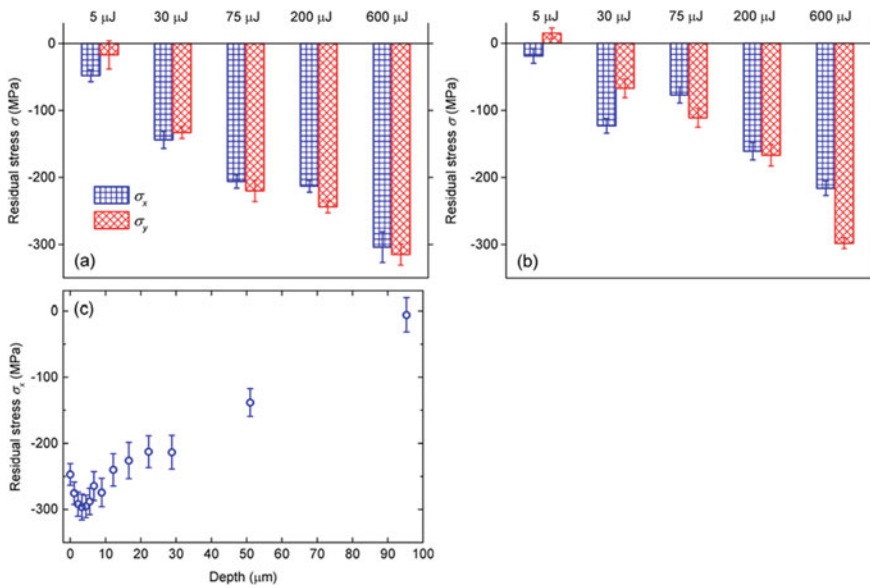 5 μJ 30 μJ 75 μJ 200 μJ 600 μJ
0
-100
-200
-300
Residual stress σ (MPa)
σx
σy
(a)
5 μJ 30 μJ 75 μJ 200 μJ 600 μJ
0
-100
-200
-300
Residual stress σ (MPa)
(b)
(c)
0
-100
-200
-300
Residual stress σx (MPa)
0 10 20 30 40 50 60 70 80 90 100
Depth (μm)